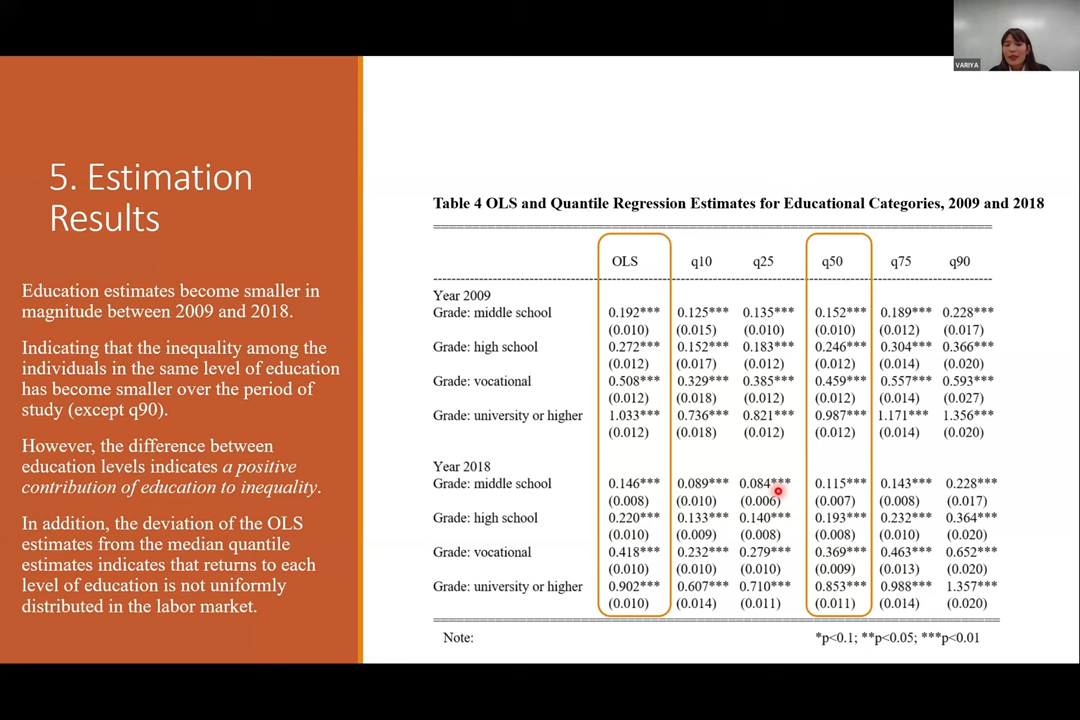 VARIYA
5. Estimation
Results
Education estimates become smaller in
magnitude between 2009 and 2018.
Indicating that the inequality among the
individuals in the same level of education
has become smaller over the period of
study (except q90).
However, the difference between
education levels indicates a positive
contribution of education to inequality.
In addition, the deviation of the OLS
estimates from the median quantile
estimates indicates that returns to each
level of education is not uniformly
distributed in the labor market.
Table 4 OLS and Quantile Regression Estimates for Educational Categories, 2009 and 2018
OLS q10 q25 q50 q75 q90
Year 2009
Grade: middle school 0.192*** 0.125*** 0.135*** 0.152*** 0.189*** 0.228***
(0.010) (0.015) (0.010) (0.010) (0.012) (0.017)
Grade: high school 0.272*** 0.152*** 0.183*** 0.246*** 0.304*** 0.366***
(0.012) (0.017) (0.012) (0.012) (0.014) (0.020)
Grade: vocational 0.508*** 0.329*** 0.385*** 0.459*** 0.557*** 0.593***
(0.012) (0.018) (0.012) (0.012) (0.014) (0.027)
Grade: university or higher 1.033*** 0.736*** 0.821*** 0.987*** 1.171*** 1.356***
(0.012) (0.018) (0.012) (0.012) (0.014) (0.020)
Year 2018
Grade: middle school 0.146*** 0.089*** 0.084*** 0.115*** 0.143*** 0.228***
(0.008) (0.010) (0.006) (0.007) (0.008) (0.017)
Grade: high school 0.220*** 0.133*** 0.140*** 0.193*** 0.232*** 0.364***
(0.010) (0.009) (0.008) (0.008) (0.010) (0.020)
Grade: vocational 0.418*** 0.232*** 0.279*** 0.369*** 0.463*** 0.652***
(0.010) (0.010) (0.010) (0.009) (0.013) (0.020)
Grade: university or higher 0.902*** 0.607*** 0.710*** 0.853*** 0.988*** 1.357***
(0.010) (0.014) (0.011) (0.011) (0.014) (0.020)
Note: *p<0.1; **p<0.05; ***p<0.01